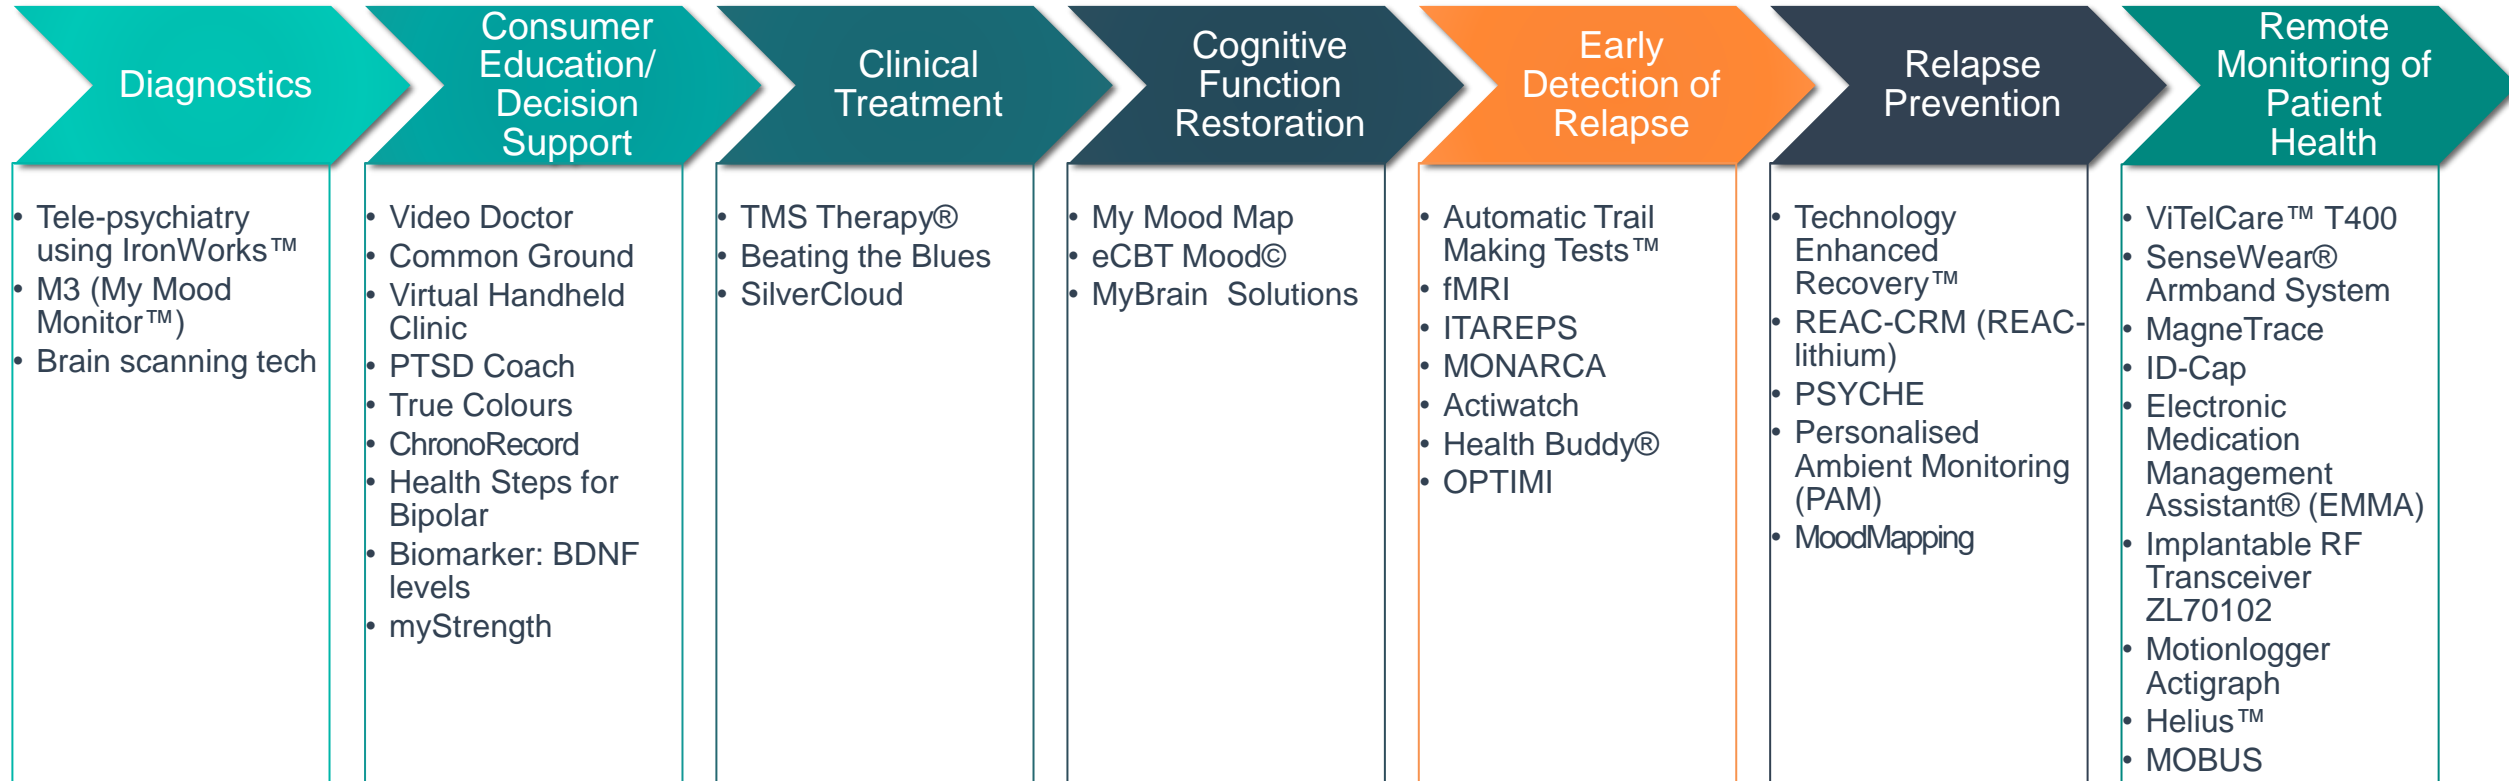 Diagnostics
• Tele-psychiatry
using IronWorks™
• M3 (My Mood
Monitor™)
• Brain scanning tech
Consumer
Education/
Decision
Support
• Video Doctor
• Common Ground
• Virtual Handheld
Clinic
• PTSD Coach
• True Colours
• ChronoRecord
• Health Steps for
Bipolar
• Biomarker: BDNF
levels
• myStrength
Clinical
Treatment
• TMS Therapy®
• Beating the Blues
• SilverCloud
Cognitive
Function
Restoration
• My Mood Map
• eCBT Mood©
• MyBrain Solutions
Early
Detection of
Relapse
• Automatic Trail
Making Tests™
• fMRI
• ITAREPS
• MONARCA
• Actiwatch
• Health Buddy®
• OPTIMI
Relapse
Prevention
• Technology
Enhanced
Recovery™
• REAC-CRM (REAC-
lithium)
• PSYCHE
• Personalised
Ambient Monitoring
(PAM)
• MoodMapping
Remote
Monitoring of
Patient
Health
• ViTelCare™ T400
• SenseWear®
Armband System
• MagneTrace
• ID-Cap
• Electronic
Medication
Management
Assistant® (EMMA)
• Implantable RF
Transceiver
ZL70102
• Motionlogger
Actigraph
• Helius™
• MOBUS